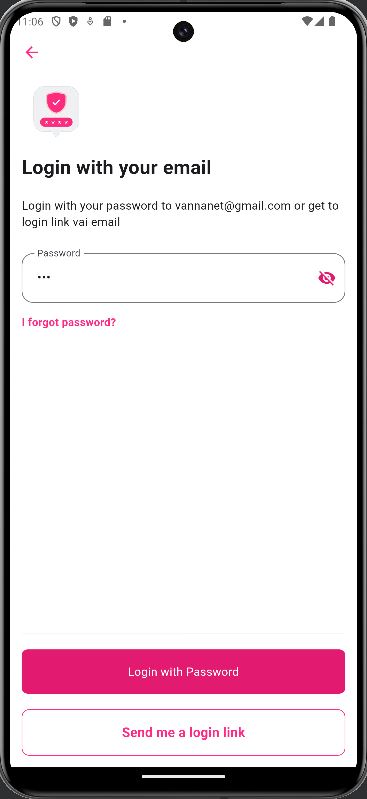 11:06
Login with your email
Login with your password to vannanet@gmail.com or get to
login link vai email
Password
I forgot password?
Login with Password
Send me a login link